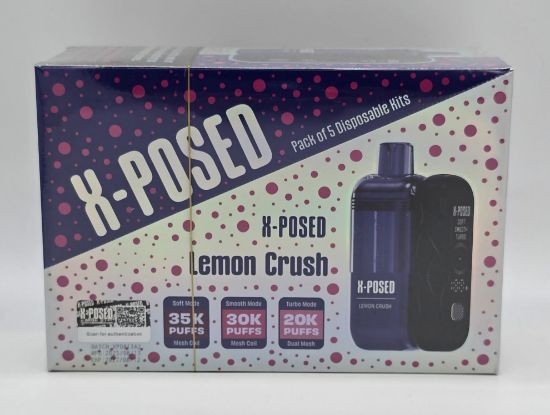 X-POSED
Pack of 5 Disposable Kits
X-POSED
Lemon Crush
X-POSED
SOFT
SMOOTH
TURBO
X-POSED
LEMON CRUSH
X-POSED
Scan for authentication
Soft Mode
35K
PUFFS
Mesh Coil
Smooth Mode
30K
PUFFS
Mesh Coil
Turbo Mode
20K
PUFFS
Dual Mesh